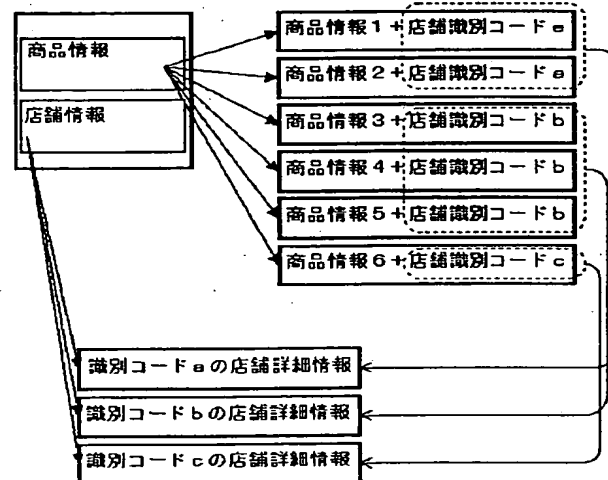 商品情報
店舗情報
商品情報1+店舗識別コードa
商品情報2+店舗識別コードa
商品情報3+店舗識別コードb
商品情報4+店舗識別コードb
商品情報5+店舗識別コードb
商品情報6+店舗識別コードc
識別コードaの店舗詳細情報
識別コードbの店舗詳細情報
識別コードcの店舗詳細情報